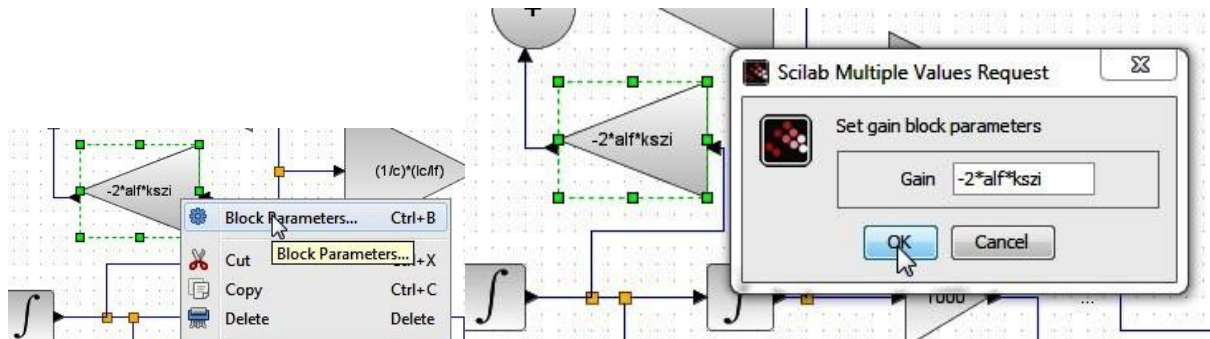 -2*alf*kszi
(1/c)*(lc/lf)
Block Parameters... Ctrl+B
Block Parameters...
Cut Ctrl+X
Copy Ctrl+C
Delete Delete
∫
+
-2*alf*kszi
∫
∫
1000
...
Scilab Multiple Values Request
Set gain block parameters
Gain -2*alf*kszi
OK Cancel